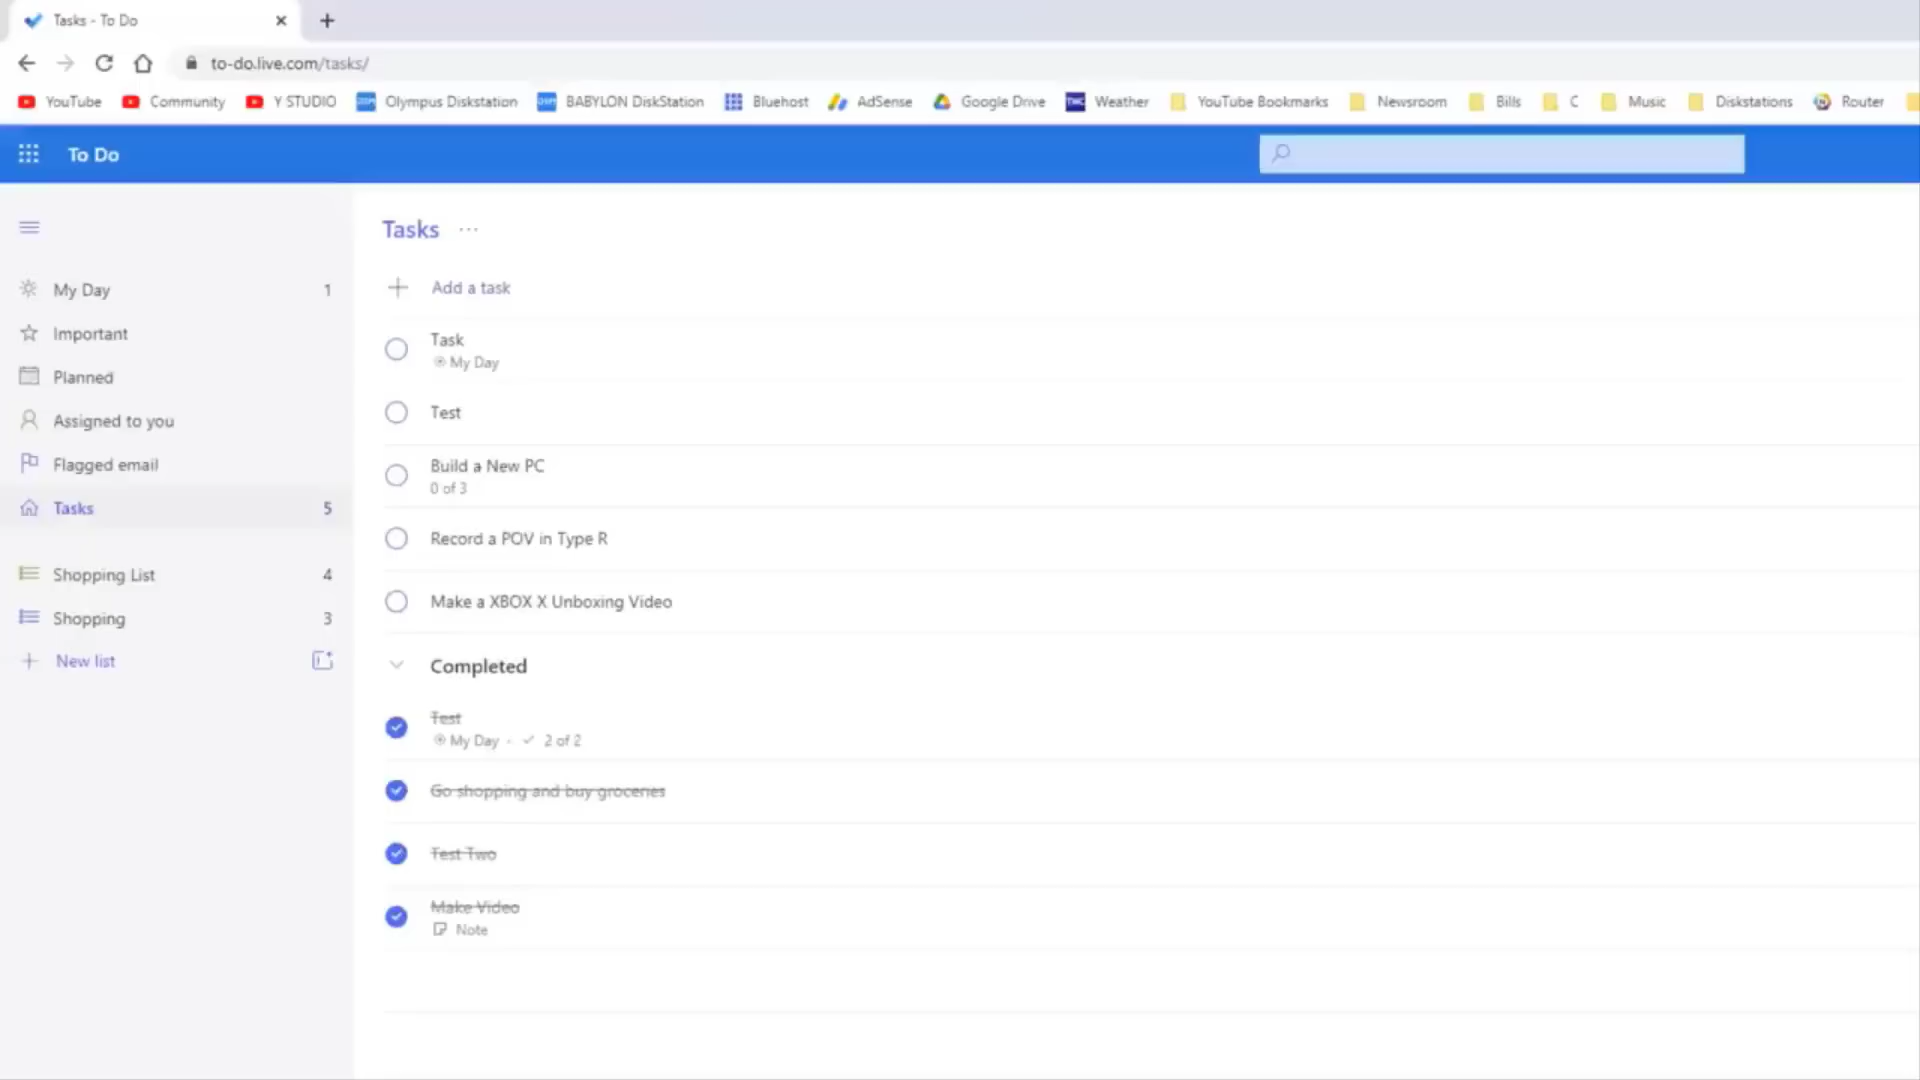 Tasks - To Do
to-do.live.com/tasks/
YouTube Community Y STUDIO Olympus Diskstation BABYLON DiskStation Bluehost AdSense Google Drive Weather YouTube Bookmarks Newsroom Bills C Music Diskstations Router
To Do
My Day 1
Important
Planned
Assigned to you
Flagged email
Tasks 5
Shopping List 4
Shopping 3
New list
Tasks ...
Add a task
Task
My Day
Test
Build a New PC
0 of 3
Record a POV in Type R
Make a XBOX X Unboxing Video
Completed
Test
My Day · 2 of 2
Go shopping and buy groceries
Test Two
Make Video
Note